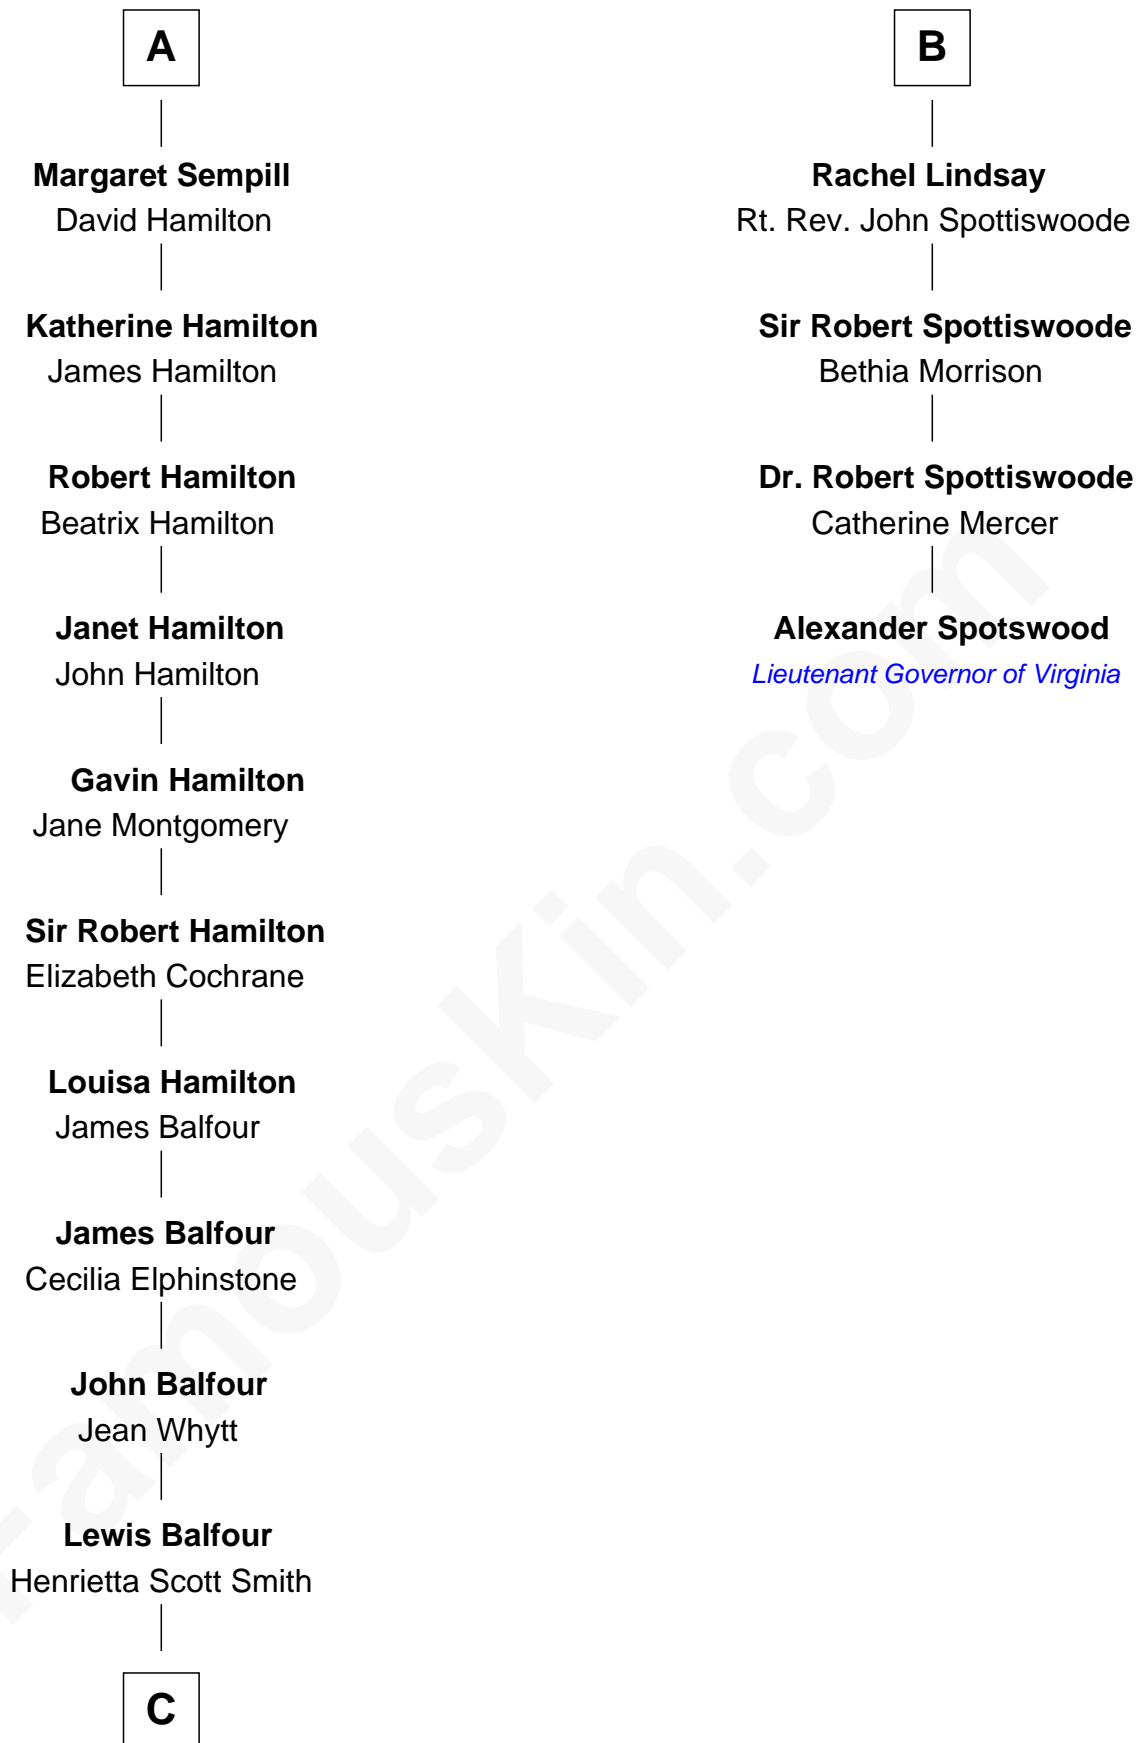 A
Margaret Sempill
David Hamilton
Katherine Hamilton
James Hamilton
Robert Hamilton
Beatrix Hamilton
Janet Hamilton
John Hamilton
Gavin Hamilton
Jane Montgomery
Sir Robert Hamilton
Elizabeth Cochrane
Louisa Hamilton
James Balfour
James Balfour
Cecilia Elphinstone
John Balfour
Jean Whytt
Lewis Balfour
Henrietta Scott Smith
C
B
Rachel Lindsay
Rt. Rev. John Spottiswoode
Sir Robert Spottiswoode
Bethia Morrison
Dr. Robert Spottiswoode
Catherine Mercer
Alexander Spotswood
Lieutenant Governor of Virginia
FamousKin.com